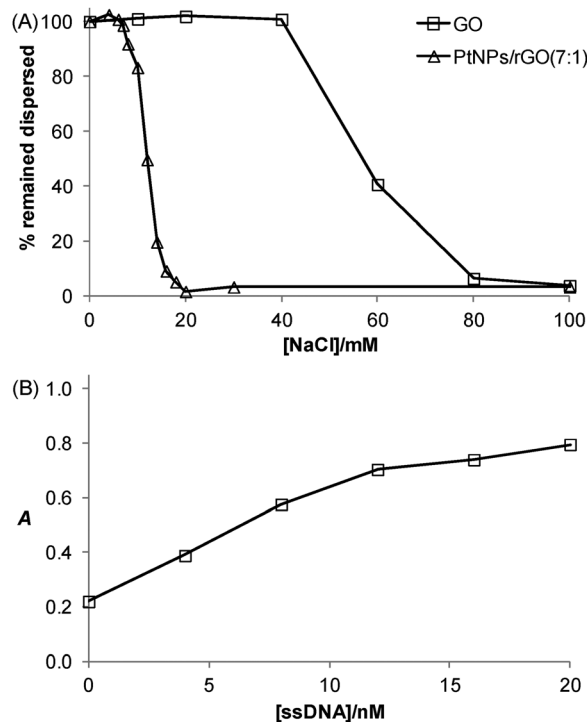 (A)
GO
PtNPs/rGO(7:1)
% remained dispersed
100
80
60
40
20
0
0 20 40 60 80 100
[NaCl]/mM
(B)
A
1.0
0.8
0.6
0.4
0.2
0.0
0 5 10 15 20
[ssDNA]/nM